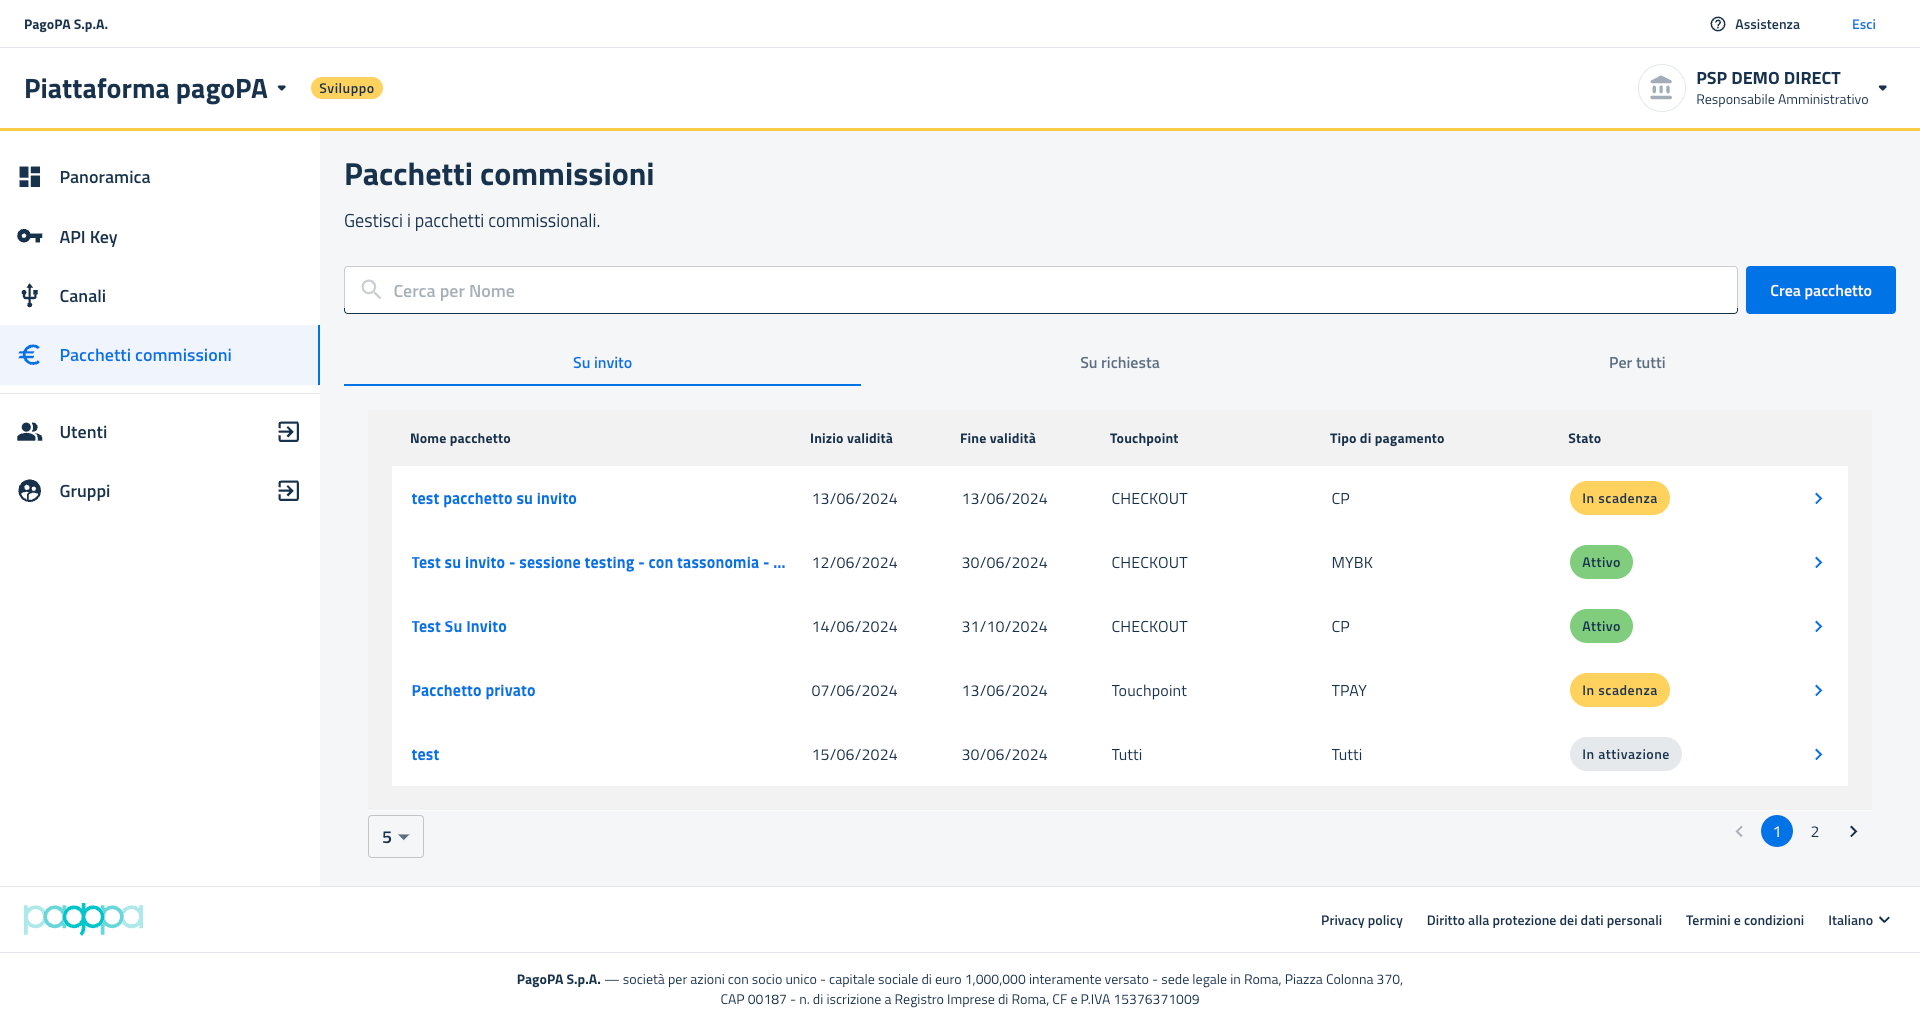 PagoPA S.p.A.
Assistenza
Esci
Piattaforma pagoPA
Sviluppo
PSP DEMO DIRECT
Responsabile Amministrativo
Panoramica
API Key
Canali
Pacchetti commissioni
Utenti
Gruppi
Pacchetti commissioni
Gestisci i pacchetti commissionali.
Cerca per Nome
Crea pacchetto
Su invito
Su richiesta
Per tutti
Nome pacchetto Inizio validità Fine validità Touchpoint Tipo di pagamento Stato
test pacchetto su invito 13/06/2024 13/06/2024 CHECKOUT CP In scadenza
Test su invito - sessione testing - con tassonomia - ... 12/06/2024 30/06/2024 CHECKOUT MYBK Attivo
Test Su Invito 14/06/2024 31/10/2024 CHECKOUT CP Attivo
Pacchetto privato 07/06/2024 13/06/2024 Touchpoint TPAY In scadenza
test 15/06/2024 30/06/2024 Tutti Tutti In attivazione
5
1 2
pagopa
Privacy policy Diritto alla protezione dei dati personali Termini e condizioni Italiano
PagoPA S.p.A. — società per azioni con socio unico - capitale sociale di euro 1,000,000 interamente versato - sede legale in Roma, Piazza Colonna 370,
CAP 00187 - n. di iscrizione a Registro Imprese di Roma, CF e P.IVA 15376371009